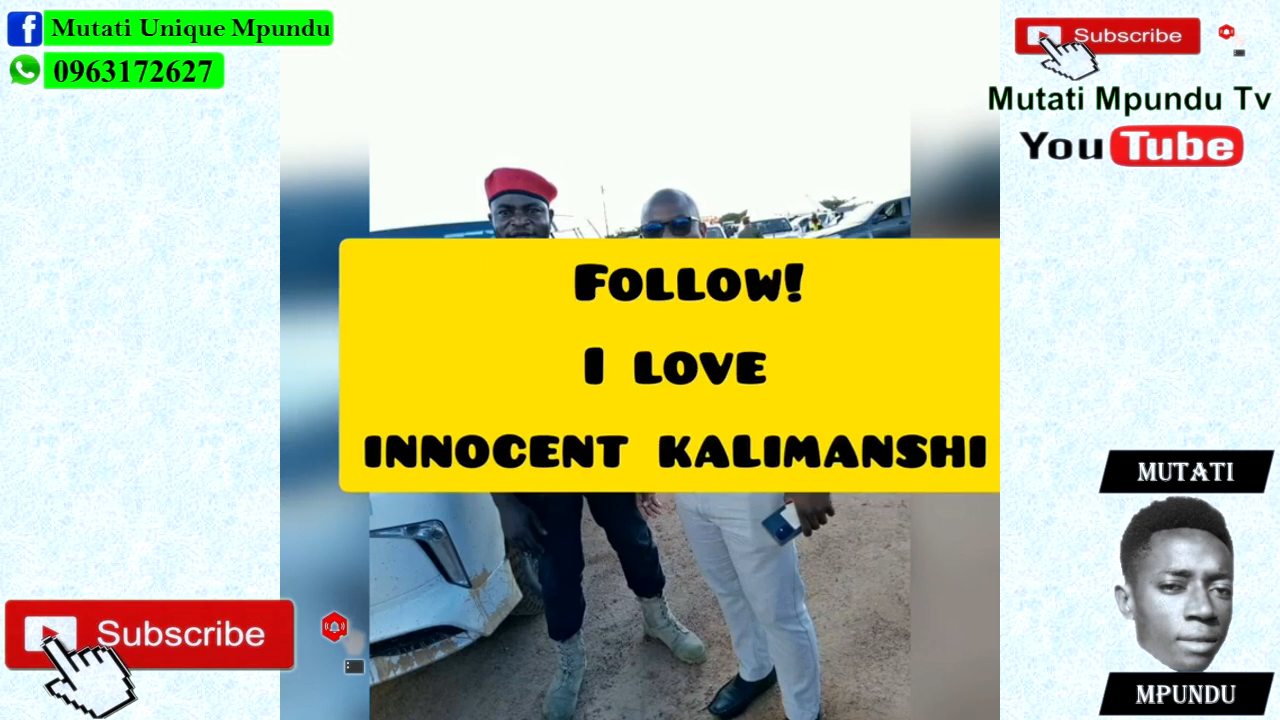 Mutati Unique Mpundu
0963172627
Subscribe
Mutati Mpundu Tv
YouTube
FOLLOW!
I LOVE
INNOCENT KALIMANSHI
MUTATI
MPUNDU
Subscribe